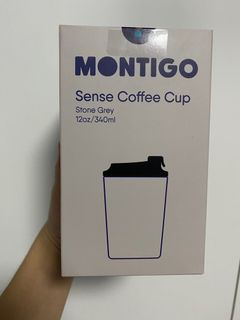 MONTIGO
Sense Coffee Cup
Stone Grey
12oz/340ml